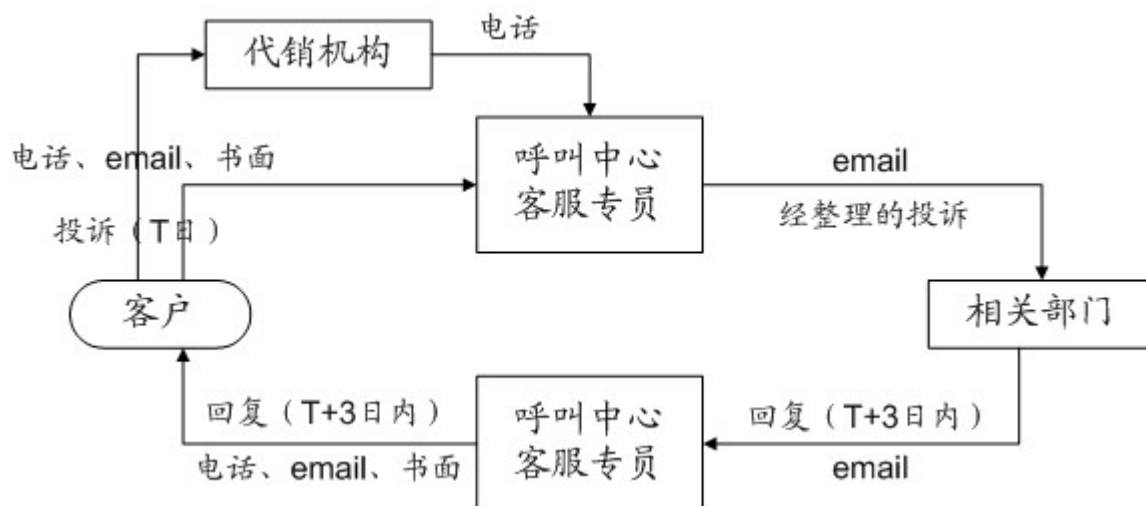 代销机构
电话
呼叫中心
客服专员
电话、email、书面
email
经整理的投诉
投诉（T日）
客户
相关部门
回复（T+3日内）
电话、email、书面
呼叫中心
客服专员
回复（T+3日内）
email